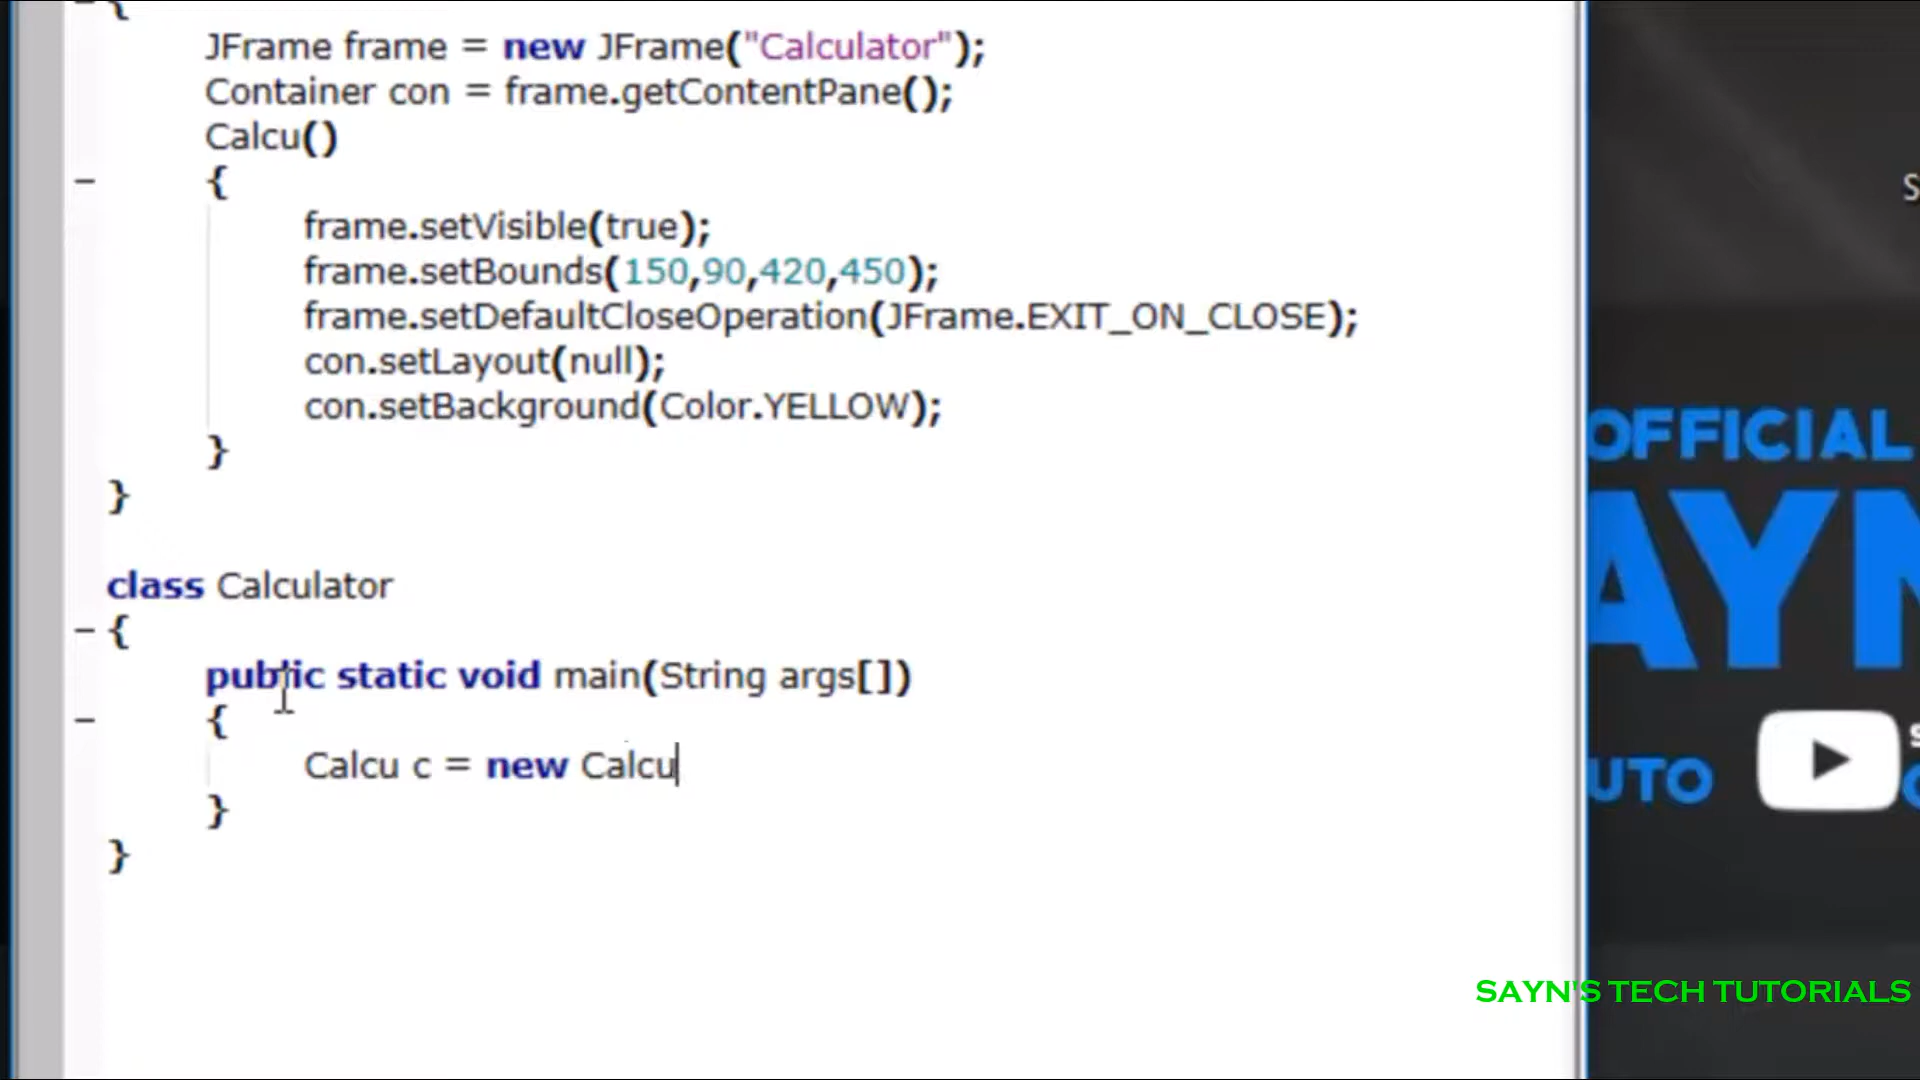 {
JFrame frame = new JFrame("Calculator");
Container con = frame.getContentPane();
Calcu()
{
frame.setVisible(true);
frame.setBounds(150,90,420,450);
frame.setDefaultCloseOperation(JFrame.EXIT_ON_CLOSE);
con.setLayout(null);
con.setBackground(Color.YELLOW);
}
}
class Calculator
{
public static void main(String args[])
{
Calcu c = new Calcu
}
}
S
OFFICIAL
AYN
UTO
SAYN'S TECH TUTORIALS